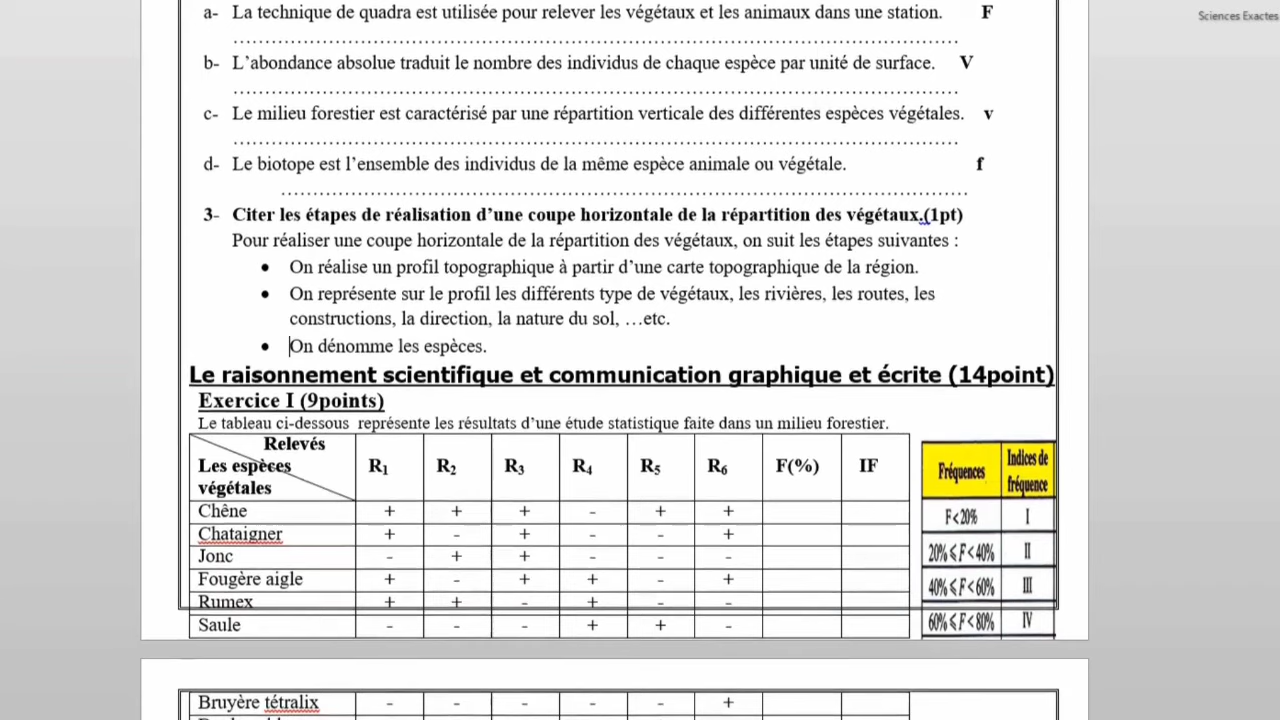 Sciences Exactes
a- La technique de quadra est utilisée pour relever les végétaux et les animaux dans une station. F
……………………………………………………………………………………………
b- L’abondance absolue traduit le nombre des individus de chaque espèce par unité de surface. V
……………………………………………………………………………………………
c- Le milieu forestier est caractérisé par une répartition verticale des différentes espèces végétales. v
……………………………………………………………………………………………
d- Le biotope est l’ensemble des individus de la même espèce animale ou végétale. f
……………………………………………………………………………………………
3- Citer les étapes de réalisation d’une coupe horizontale de la répartition des végétaux.(1pt)
Pour réaliser une coupe horizontale de la répartition des végétaux, on suit les étapes suivantes :
• On réalise un profil topographique à partir d’une carte topographique de la région.
• On représente sur le profil les différents type de végétaux, les rivières, les routes, les
constructions, la direction, la nature du sol, …etc.
• On dénomme les espèces.
Le raisonnement scientifique et communication graphique et écrite (14point)
Exercice I (9points)
Le tableau ci-dessous représente les résultats d’une étude statistique faite dans un milieu forestier.
Relevés
Les espèces végétales R1 R2 R3 R4 R5 R6 F(%) IF
Chêne + + + - + +
Chataigner + - + - - +
Jonc - + + - - -
Fougère aigle + - + + - +
Rumex + + - + - -
Saule - - - + + -
Fréquences Indices de fréquence
F<20% I
20%⩽F<40% II
40%⩽F<60% III
60%⩽F<80% IV
Bruyère tétralix - - - - - +